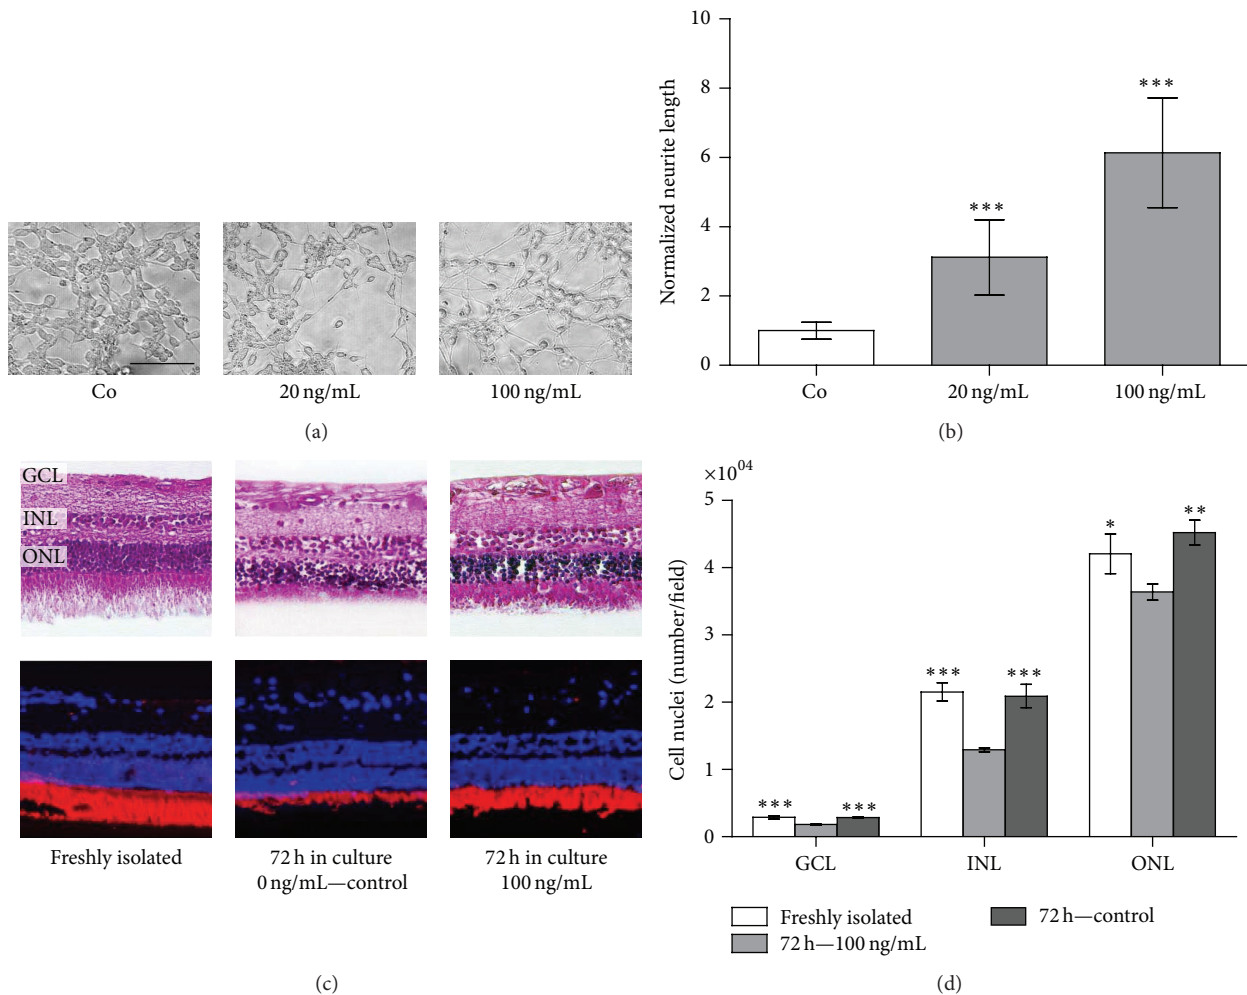 Co
20 ng/mL
100 ng/mL
(a)
Normalized neurite length
10
8
6
4
2
0
***
***
Co
20 ng/mL
100 ng/mL
(b)
GCL
INL
ONL
Freshly isolated
72 h in culture
0 ng/mL—control
72 h in culture
100 ng/mL
(c)
×10^04
Cell nuclei (number/field)
5
4
3
2
1
0
***
***
***
***
*
**
GCL
INL
ONL
Freshly isolated
72 h—100 ng/mL
72 h—control
(d)